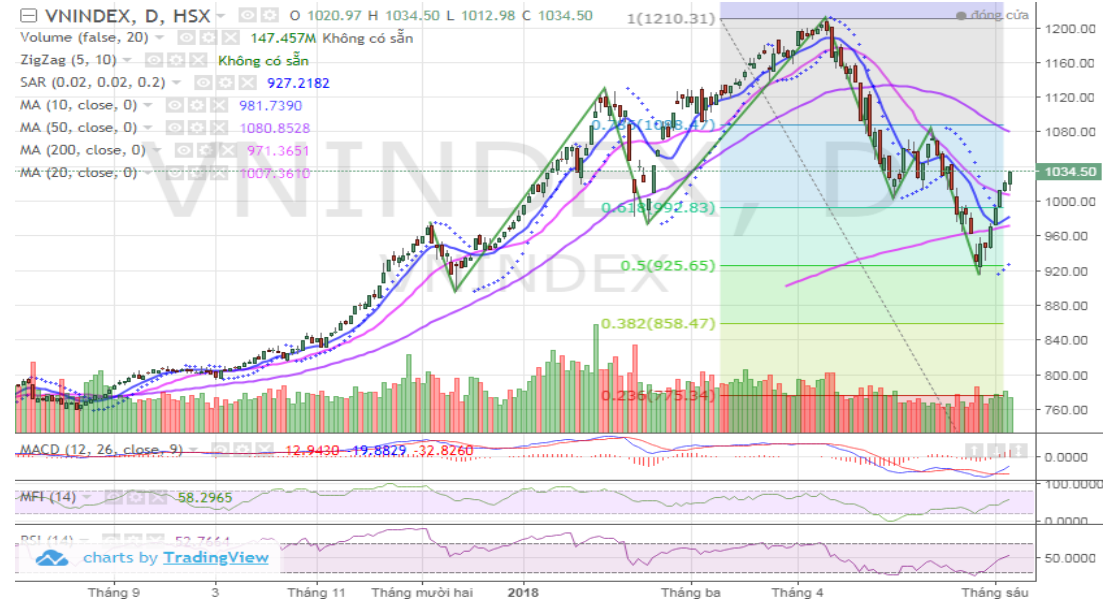 VNINDEX, D, HSX O 1020.97 H 1034.50 L 1012.98 C 1034.50
Volume (false, 20) 147.457M Không có sẵn
ZigZag (5, 10) Không có sẵn
SAR (0.02, 0.02, 0.2) 927.2182
MA (10, close, 0) 981.7390
MA (50, close, 0) 1080.8528
MA (200, close, 0) 971.3651
MA (20, close, 0) 1007.3610
1(1210.31)
đóng cửa
0.786(1088.47)
0.618(992.83)
0.5(925.65)
0.382(858.47)
0.236(775.34)
VNINDEX, D
VNINDEX
1200.00
1160.00
1120.00
1080.00
1034.50
1000.00
960.00
920.00
880.00
840.00
800.00
760.00
MACD (12, 26, close, 9) 12.9430 -19.8829 -32.8260
0.0000
MFI (14) 58.2965
100.0000
0.0000
RSI (14) 52.7664
50.0000
charts by TradingView
Tháng 9 3 Tháng 11 Tháng mười hai 2018 Tháng ba Tháng 4 Tháng sáu